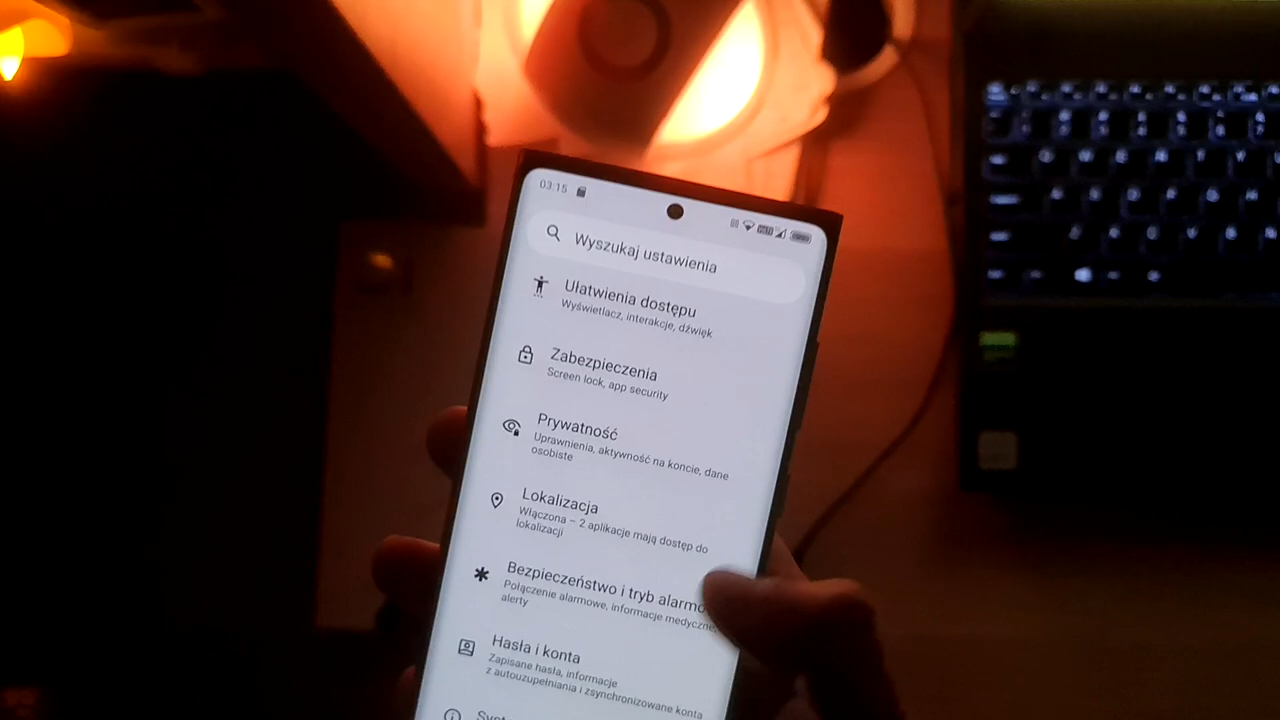 03:15
Wyszukaj ustawienia
Ułatwienia dostępu
Wyświetlacz, interakcje, dźwięk
Zabezpieczenia
Screen lock, app security
Prywatność
Uprawnienia, aktywność na koncie, dane
osobiste
Lokalizacja
Włączona – 2 aplikacje mają dostęp do
lokalizacji
Bezpieczeństwo i tryb alarmo
Połączenie alarmowe, informacje medyczne,
alerty
Hasła i konta
Zapisane hasła, informacje
z autouzupełniania i zsynchronizowane konta